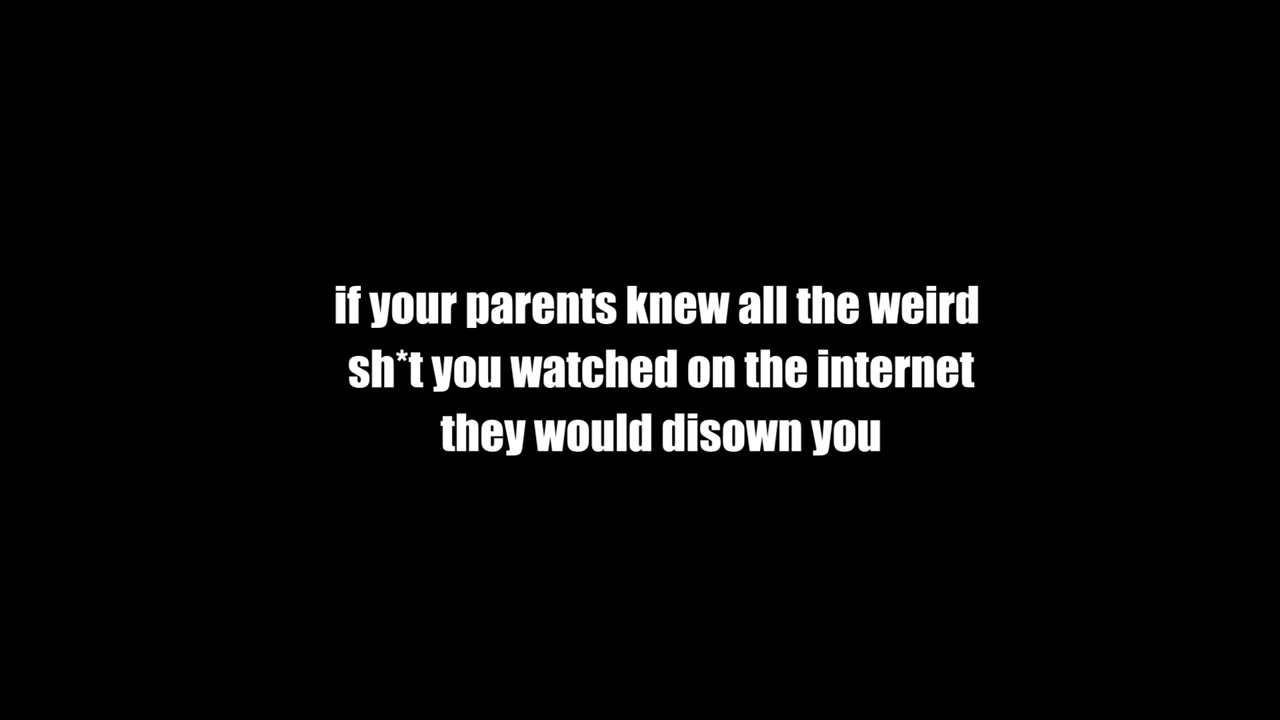 if your parents knew all the weird
sh*t you watched on the internet
they would disown you